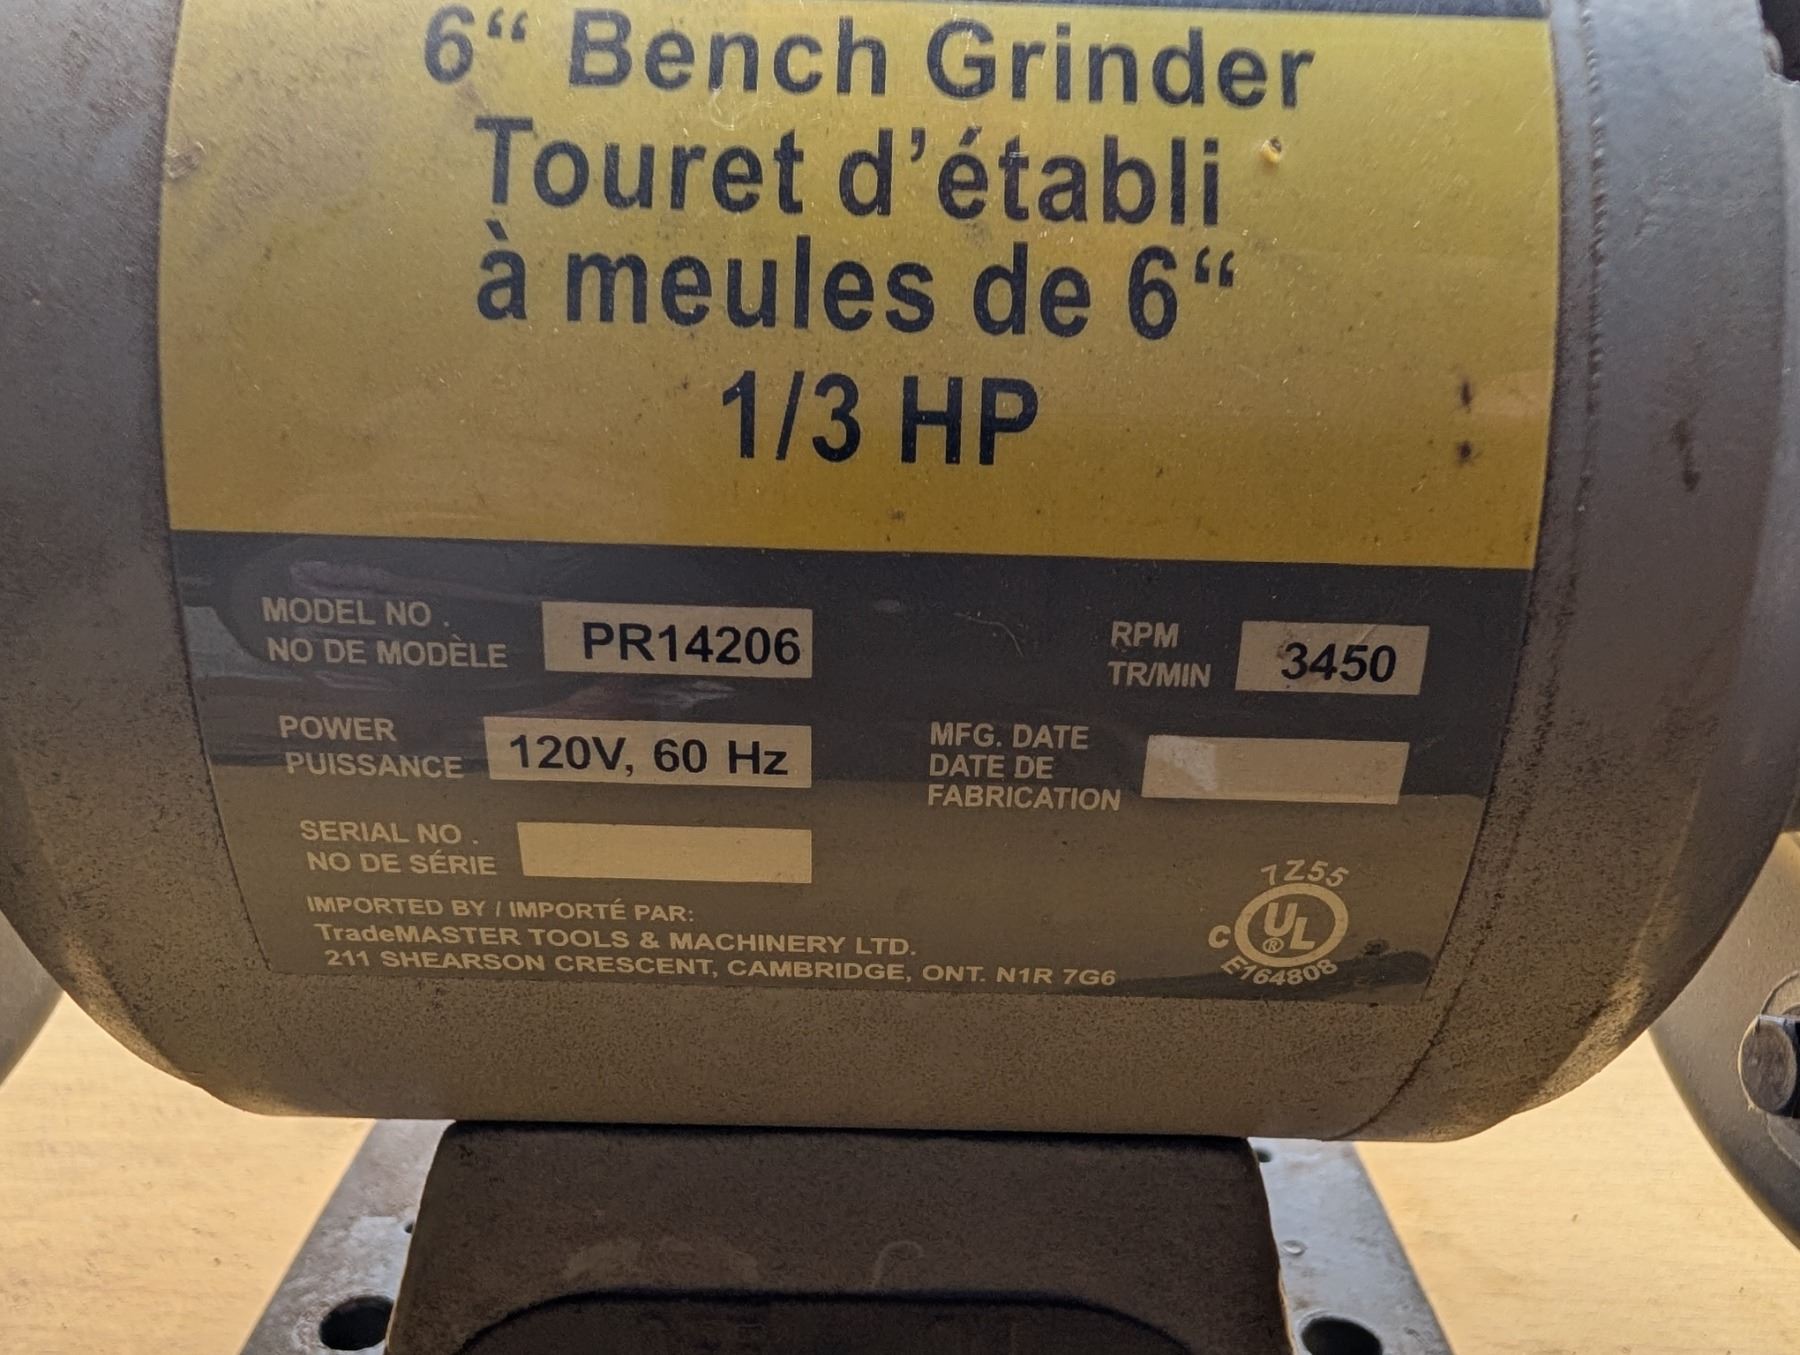 6“ Bench Grinder
Touret d’établi
à meules de 6“
1/3 HP
MODEL NO .
NO DE MODÈLE
PR14206
RPM
TR/MIN
3450
POWER
PUISSANCE
120V, 60 Hz
MFG. DATE
DATE DE
FABRICATION
SERIAL NO .
NO DE SÉRIE
IMPORTED BY / IMPORTÉ PAR:
TradeMASTER TOOLS & MACHINERY LTD.
211 SHEARSON CRESCENT, CAMBRIDGE, ONT. N1R 7G6
7Z55
C UL ®
E164808